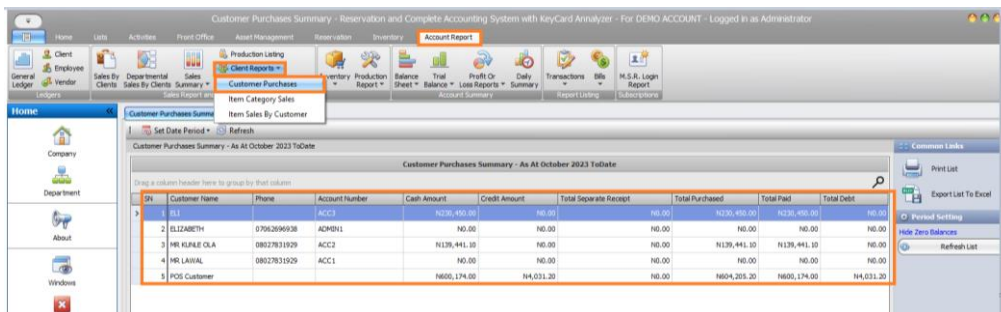 Customer Purchases Summary - Reservation and Complete Accounting System with KeyCard Annalyzer - For DEMO ACCOUNT - Logged in as Administrator
Home Lists Activities Front Office Asset Management Reservation Inventory Account Report
Client
Employee
Vendor
General Ledger
Ledgers
Sales By Clients
Departmental Sales By Clients
Sales Summary
Production Listing
Client Reports
Customer Purcheses
Item Category Sales
Item Sales By Customer
Inventory
Production Report
Balance Sheet
Trial Balance
Profit Or Loss Reports
Daily Summary
Account Summary
Transactions
Bills
Report Listing
M.S.R. Login Report
Subscriptions
Home
Company
Department
About
Windows
Customer Purchases Summa
Set Date Period Refresh
Customer Purchases Summary - As At October 2023 ToDate
Customer Purchases Summary - As At October 2023 ToDate
Drag a column header here to group by that column
SN Customer Name Phone Account Number Cash Amount Credit Amount Total Separate Receipt Total Purchased Total Paid Total Debt
1 ELI ACC3 N230,450.00 N0.00 N0.00 N230,450.00 N230,450.00 N0.00
2 ELIZABETH 07062696938 ADMIN1 N0.00 N0.00 N0.00 N0.00 N0.00 N0.00
3 MR KUNLE OLA 08027831929 ACC2 N139,441.10 N0.00 N0.00 N139,441.10 N139,441.10 N0.00
4 MR LAWAL 08027831929 ACC1 N0.00 N0.00 N0.00 N0.00 N0.00 N0.00
5 POS Customer N600,174.00 N4,031.20 N0.00 N604,205.20 N600,174.00 N4,031.20
Common Links
Print List
Export List To Excel
Period Setting
Hide Zero Balances
Refresh List